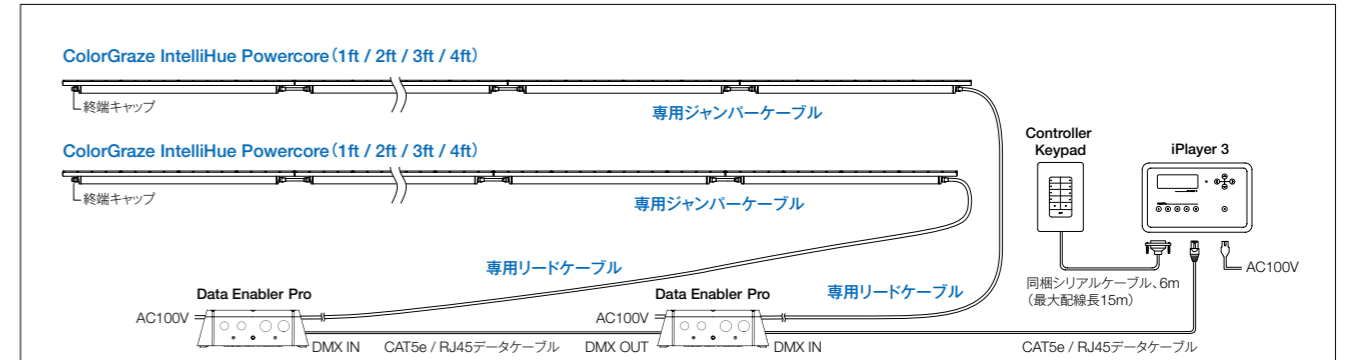 ColorGraze IntelliHue Powercore（1ft / 2ft / 3ft / 4ft）
終端キャップ
専用ジャンパーケーブル
ColorGraze IntelliHue Powercore（1ft / 2ft / 3ft / 4ft）
終端キャップ
専用ジャンパーケーブル
Controller
Keypad
iPlayer 3
AC100V
同梱シリアルケーブル、6m
（最大配線長15m）
専用リードケーブル
専用リードケーブル
Data Enabler Pro
Data Enabler Pro
AC100V
AC100V
DMX IN
CAT5e / RJ45データケーブル
DMX OUT
DMX IN
CAT5e / RJ45データケーブル